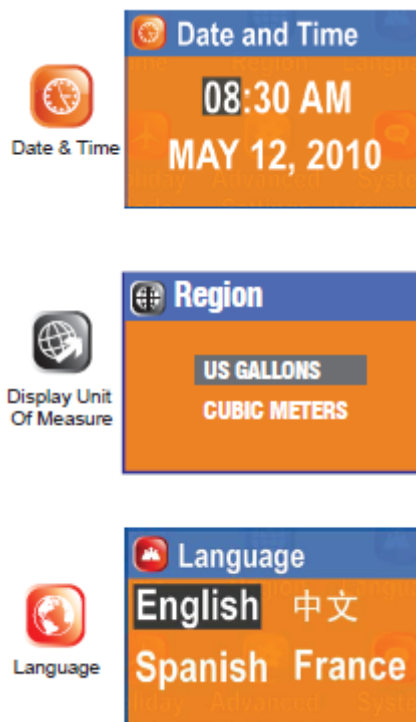 Date and Time
08:30 AM
MAY 12, 2010
Date & Time
Region
US GALLONS
CUBIC METERS
Display Unit
Of Measure
Language
English 中文
Spanish France
Language